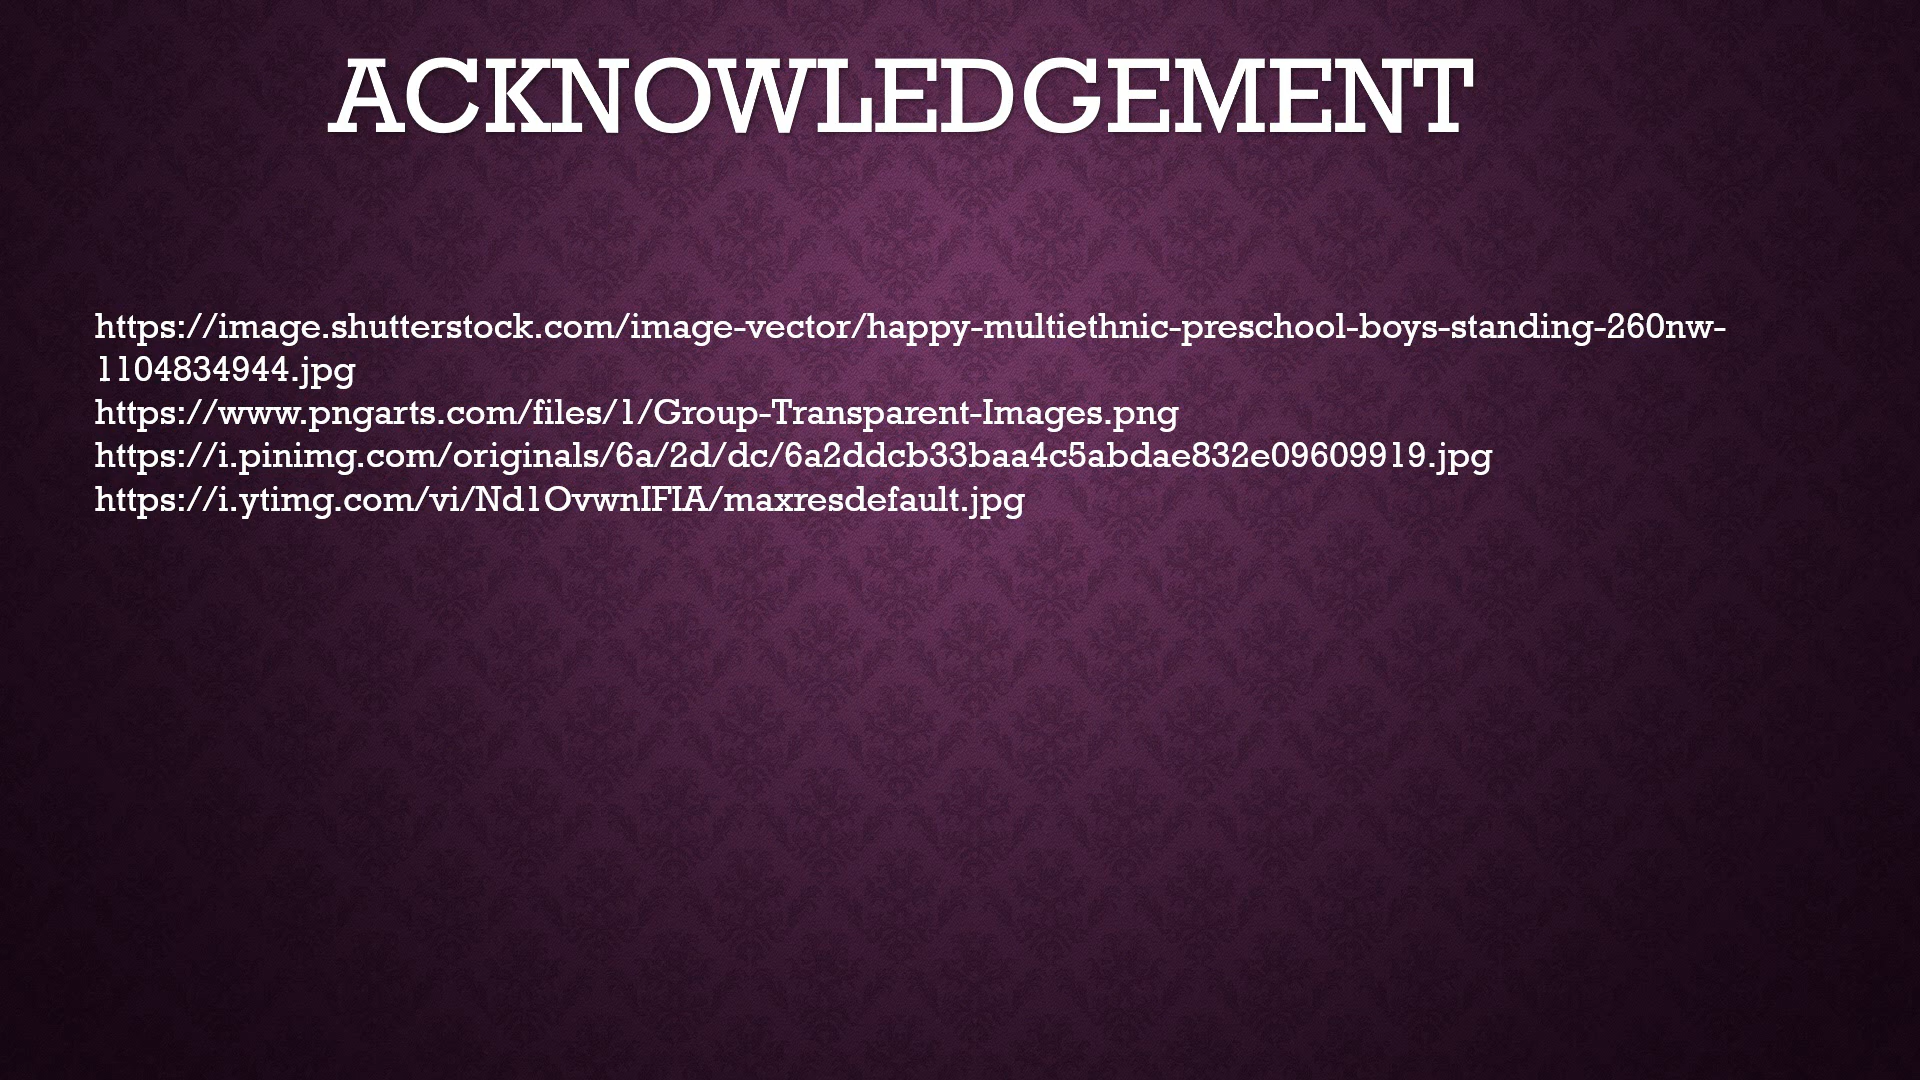 ACKNOWLEDGEMENT
https://image.shutterstock.com/image-vector/happy-multiethnic-preschool-boys-standing-260nw-
1104834944.jpg
https://www.pngarts.com/files/1/Group-Transparent-Images.png
https://i.pinimg.com/originals/6a/2d/dc/6a2ddcb33baa4c5abdae832e09609919.jpg
https://i.ytimg.com/vi/Nd1OvwnIFIA/maxresdefault.jpg